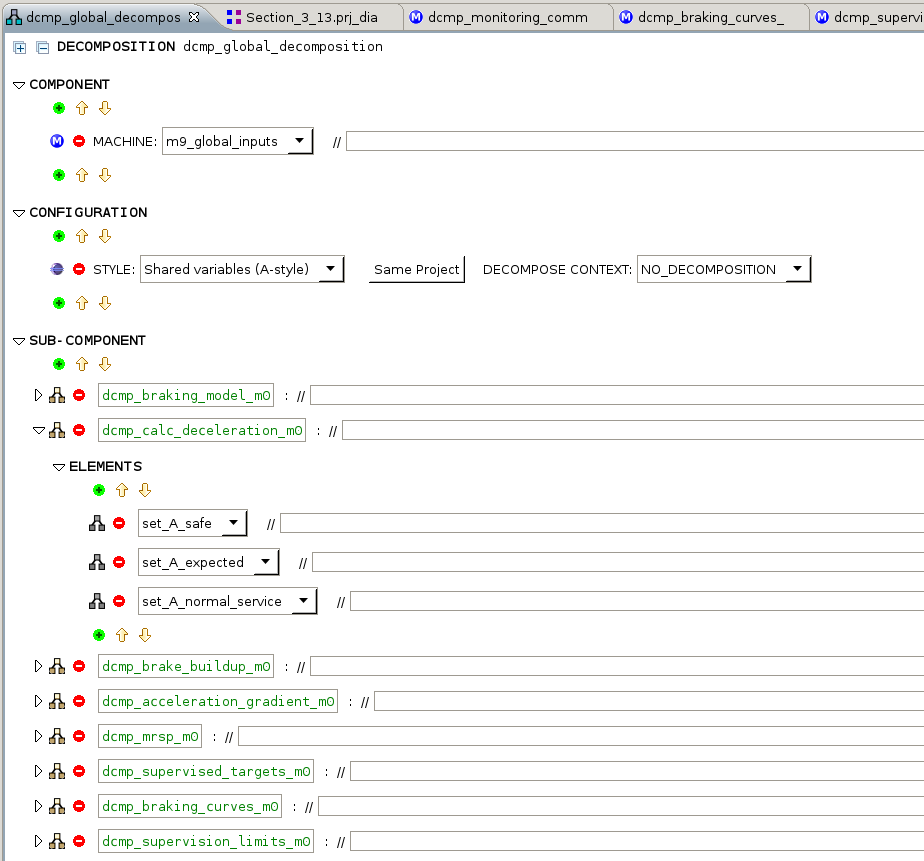 dcmp_global_decompos Section_3_13.prj_dia dcmp_monitoring_comm dcmp_braking_curves_ dcmp_supervi
DECOMPOSITION dcmp_global_decomposition
COMPONENT
MACHINE: m9_global_inputs //
CONFIGURATION
STYLE: Shared variables (A-style) Same Project DECOMPOSE CONTEXT: NO_DECOMPOSITION
SUB-COMPONENT
dcmp_braking_model_m0 : //
dcmp_calc_deceleration_m0 : //
ELEMENTS
set_A_safe //
set_A_expected //
set_A_normal_service //
dcmp_brake_buildup_m0 : //
dcmp_acceleration_gradient_m0 : //
dcmp_mrsp_m0 : //
dcmp_supervised_targets_m0 : //
dcmp_braking_curves_m0 : //
dcmp_supervision_limits_m0 : //